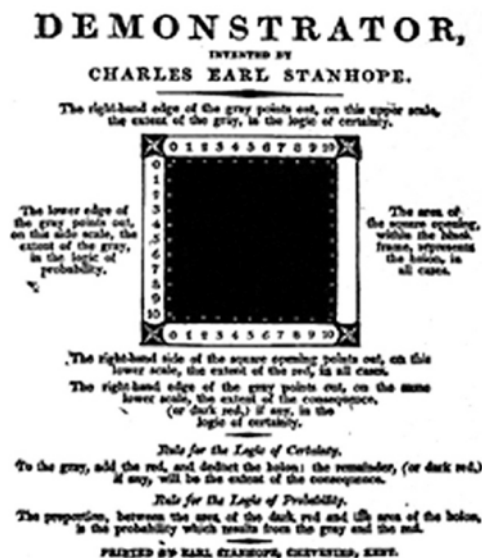 DEMONSTRATOR,
INVENTED BY
CHARLES EARL STANHOPE.
The right-hand edge of the gray points out, on this upper scale,
the extent of the gray, in the logic of certainty.
0 1 2 3 4 5 6 7 8 9 10
0
1
2
3
4
5
6
7
8
9
10
The lower edge of
the gray points out,
on this side scale, the
extent of the gray,
in the logic of
probability.
The area of
the square opening,
within the black
frame, represents
the holon, in
all cases.
0 1 2 3 4 5 6 7 8 9 10
The right-hand side of the square opening points out, on this
lower scale, the extent of the red, in all cases.
The right-hand edge of the gray points out, on the same
lower scale, the extent of the consequence,
(or dark red,) if any, in the
logic of certainty.
Rule for the Logic of Certainty.
To the gray, add the red, and deduct the holon: the remainder, (or dark red,)
if any, will be the extent of the consequence.
Rule for the Logic of Probability.
The proportion, between the area of the dark red and the area of the holon,
is the probability which results from the gray and the red.
PRINTED BY EARL STANHOPE, CHEVENING, KENT.